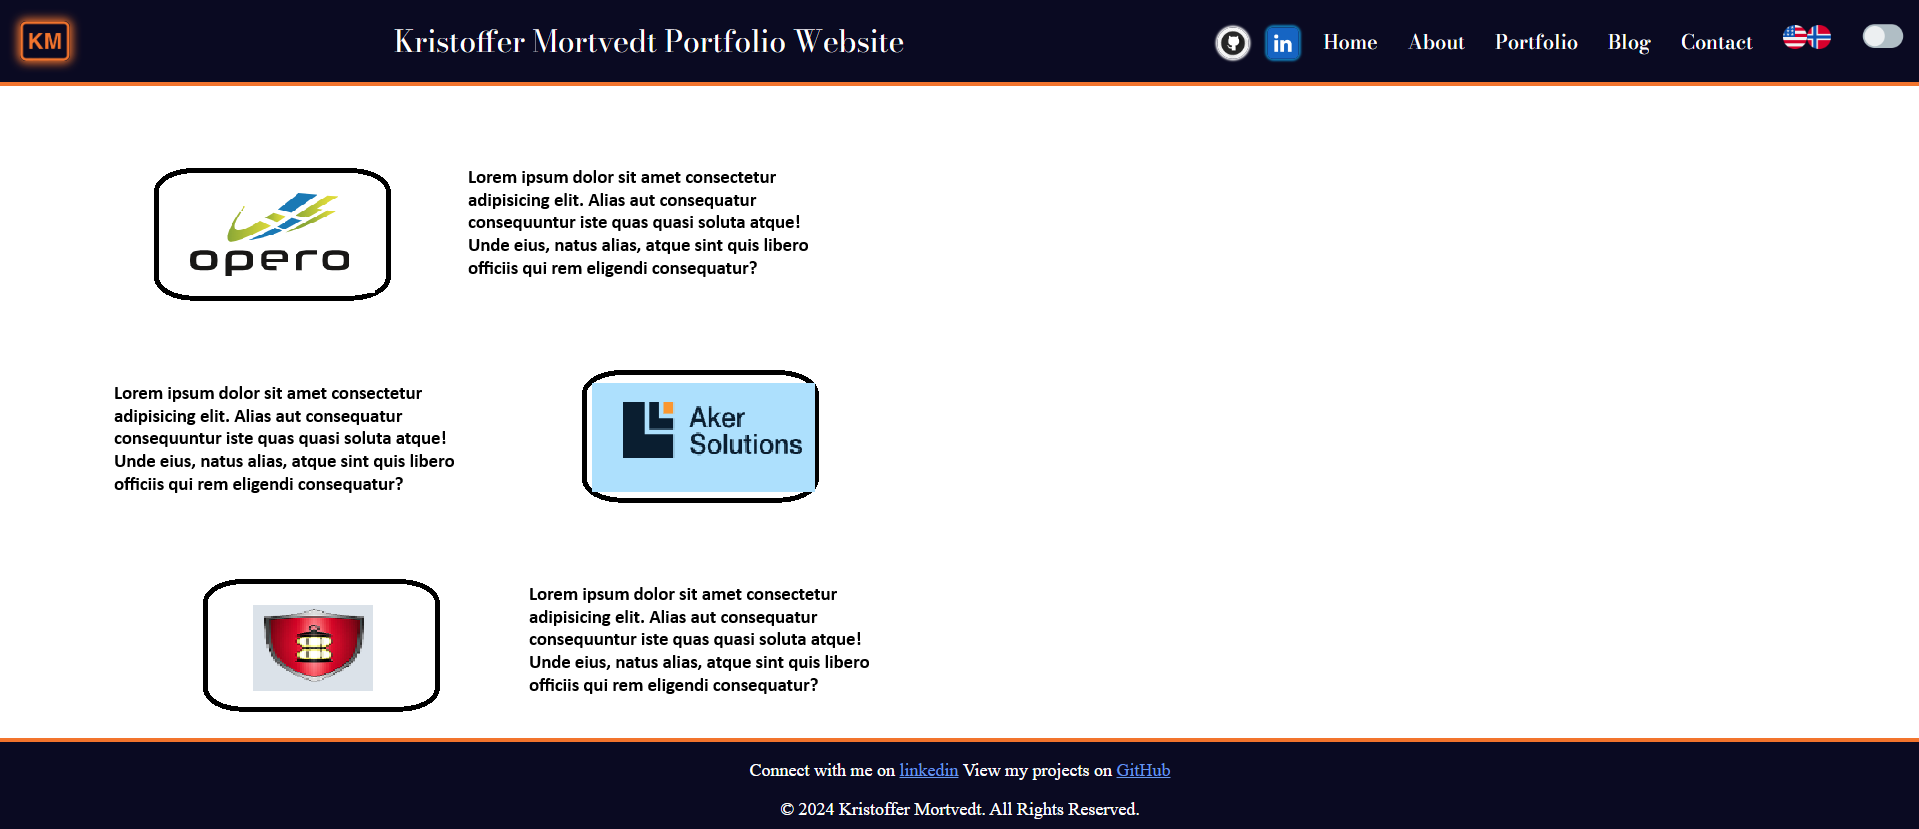 KM
Kristoffer Mortvedt Portfolio Website
in
Home
About
Portfolio
Blog
Contact
opero
Lorem ipsum dolor sit amet consectetur
adipisicing elit. Alias aut consequatur
consequuntur iste quas quasi soluta atque!
Unde eius, natus alias, atque sint quis libero
officiis qui rem eligendi consequatur?
Lorem ipsum dolor sit amet consectetur
adipisicing elit. Alias aut consequatur
consequuntur iste quas quasi soluta atque!
Unde eius, natus alias, atque sint quis libero
officiis qui rem eligendi consequatur?
Aker
Solutions
Lorem ipsum dolor sit amet consectetur
adipisicing elit. Alias aut consequatur
consequuntur iste quas quasi soluta atque!
Unde eius, natus alias, atque sint quis libero
officiis qui rem eligendi consequatur?
Connect with me on linkedin View my projects on GitHub
© 2024 Kristoffer Mortvedt. All Rights Reserved.